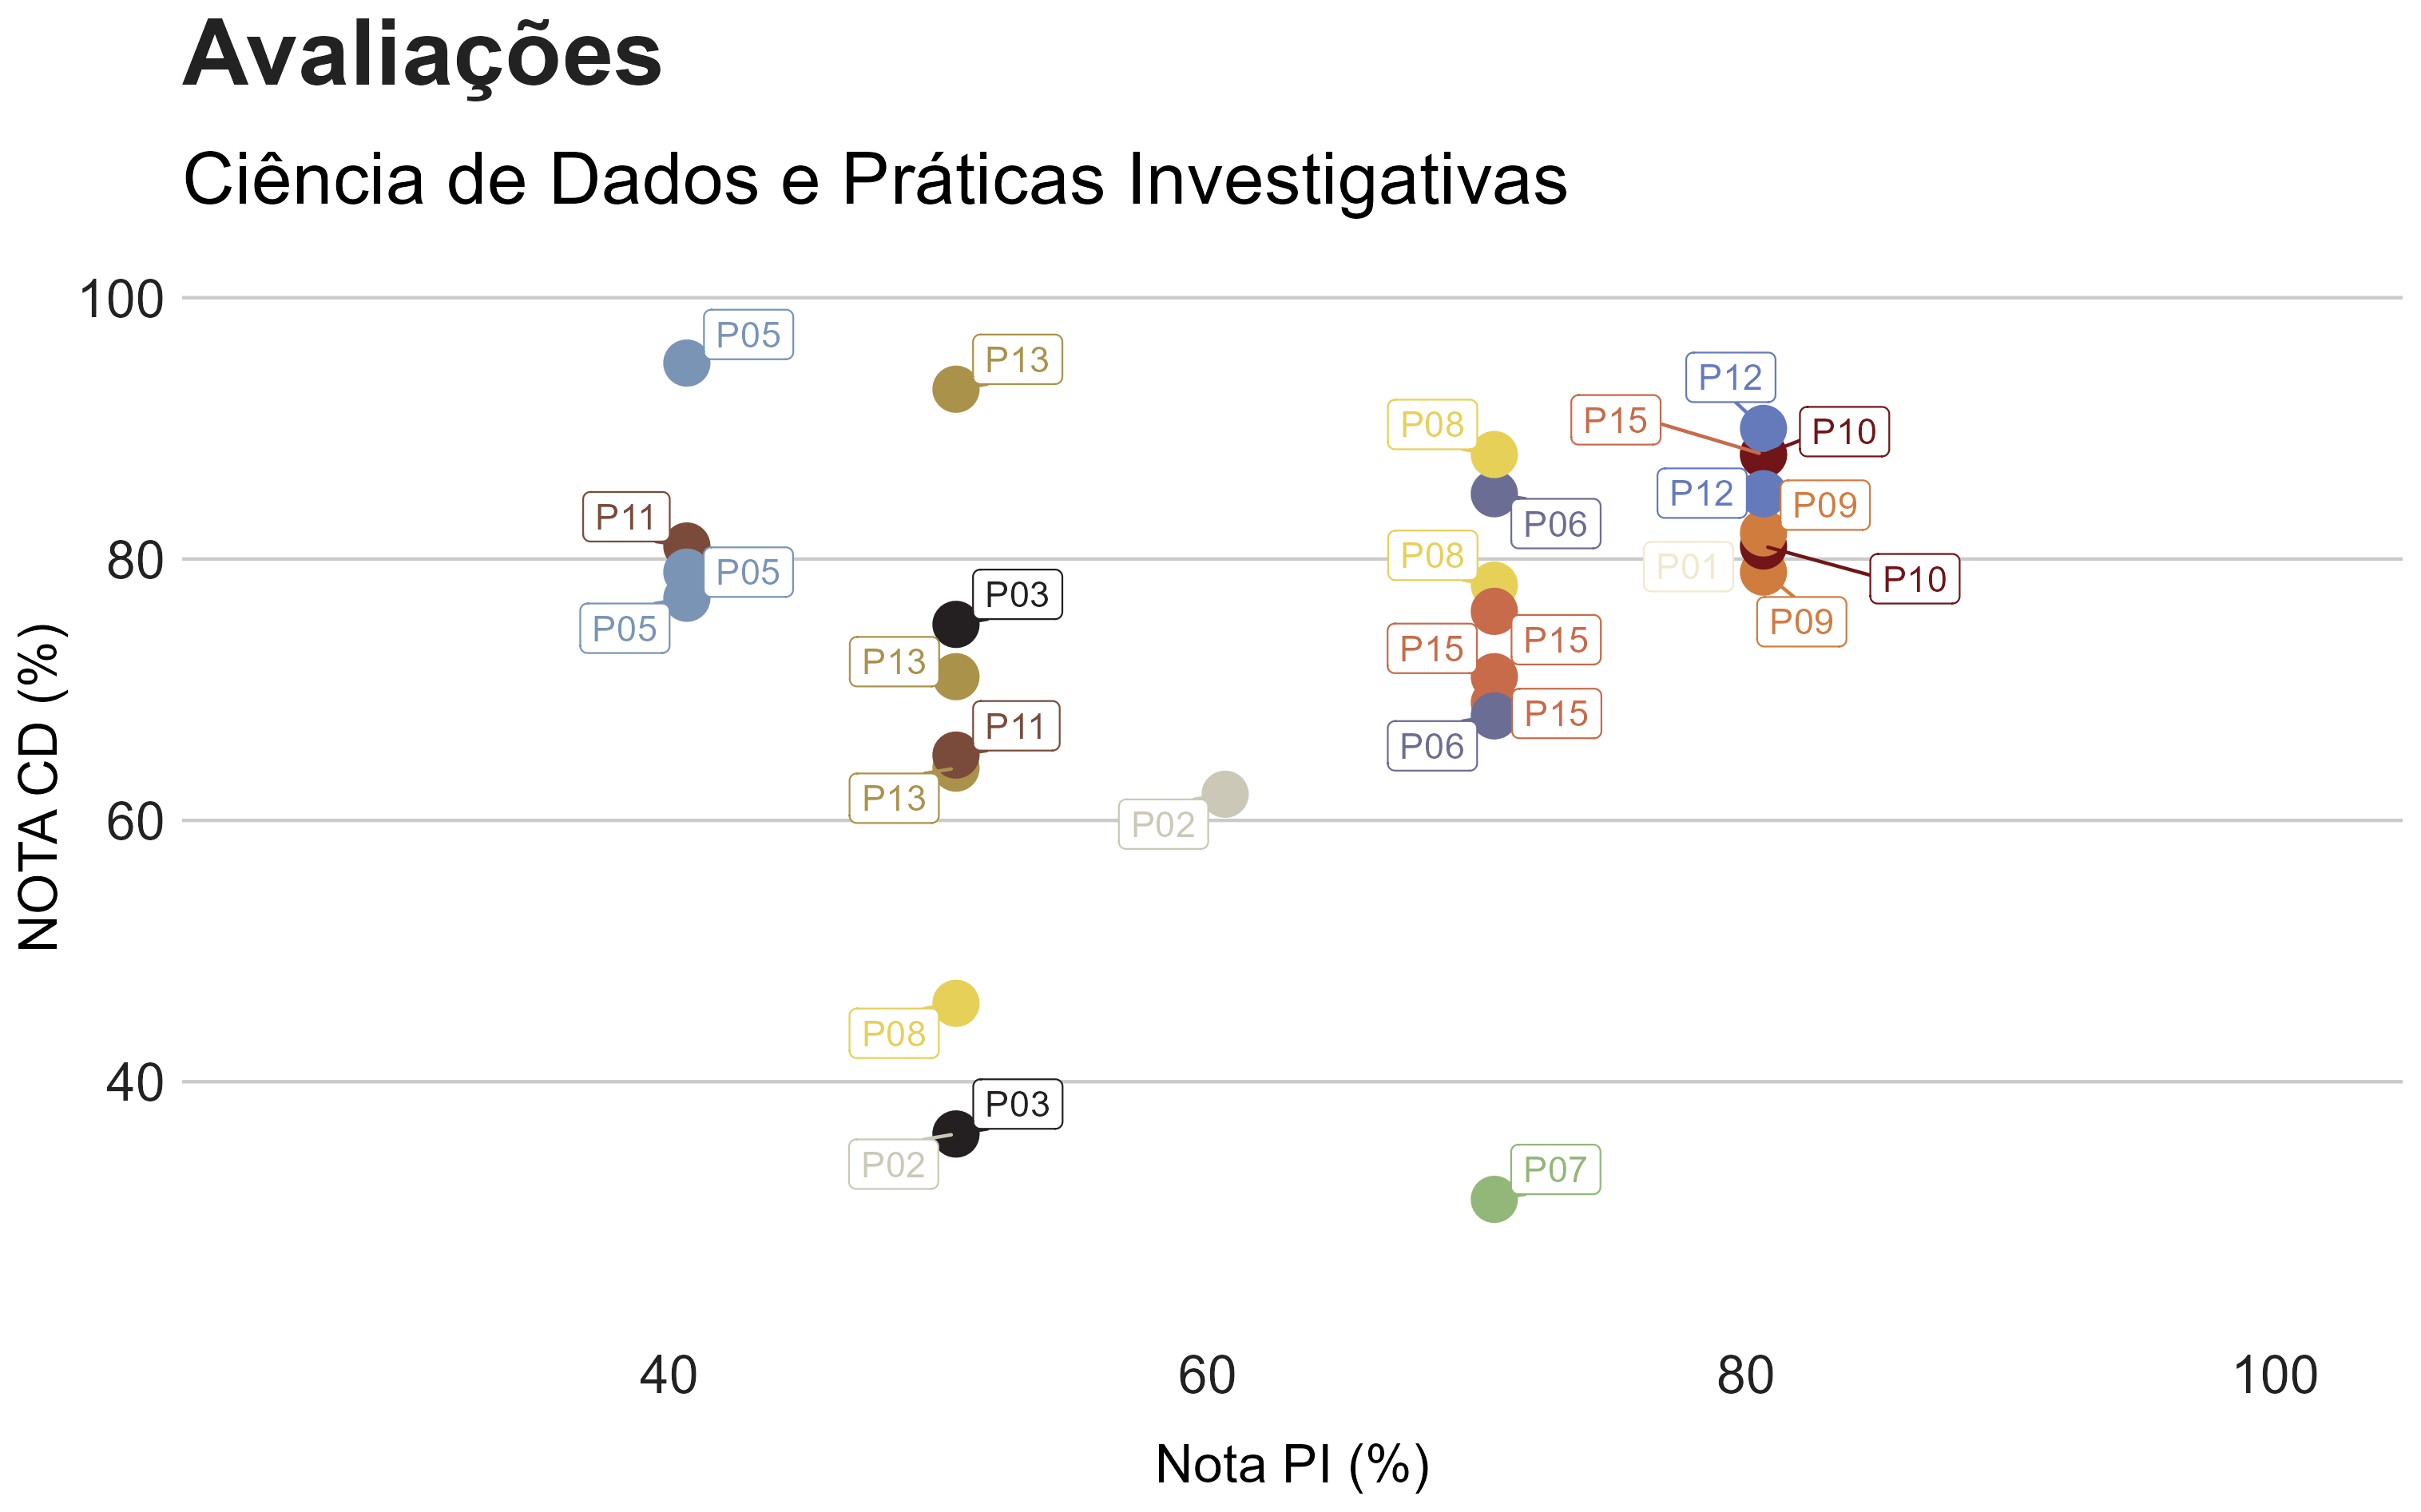 Avaliações
Ciência de Dados e Práticas Investigativas
100
P05
P13
P12
P08
P15
P10
P12
P09
P11
P06
P08
P01
P05
P10
P03
P05
P09
P15
P15
P13
P11
P15
P06
80
P13
P02
60
P08
40
P03
P02
P07
NOTA CD (%)
40
60
80
100
Nota PI (%)